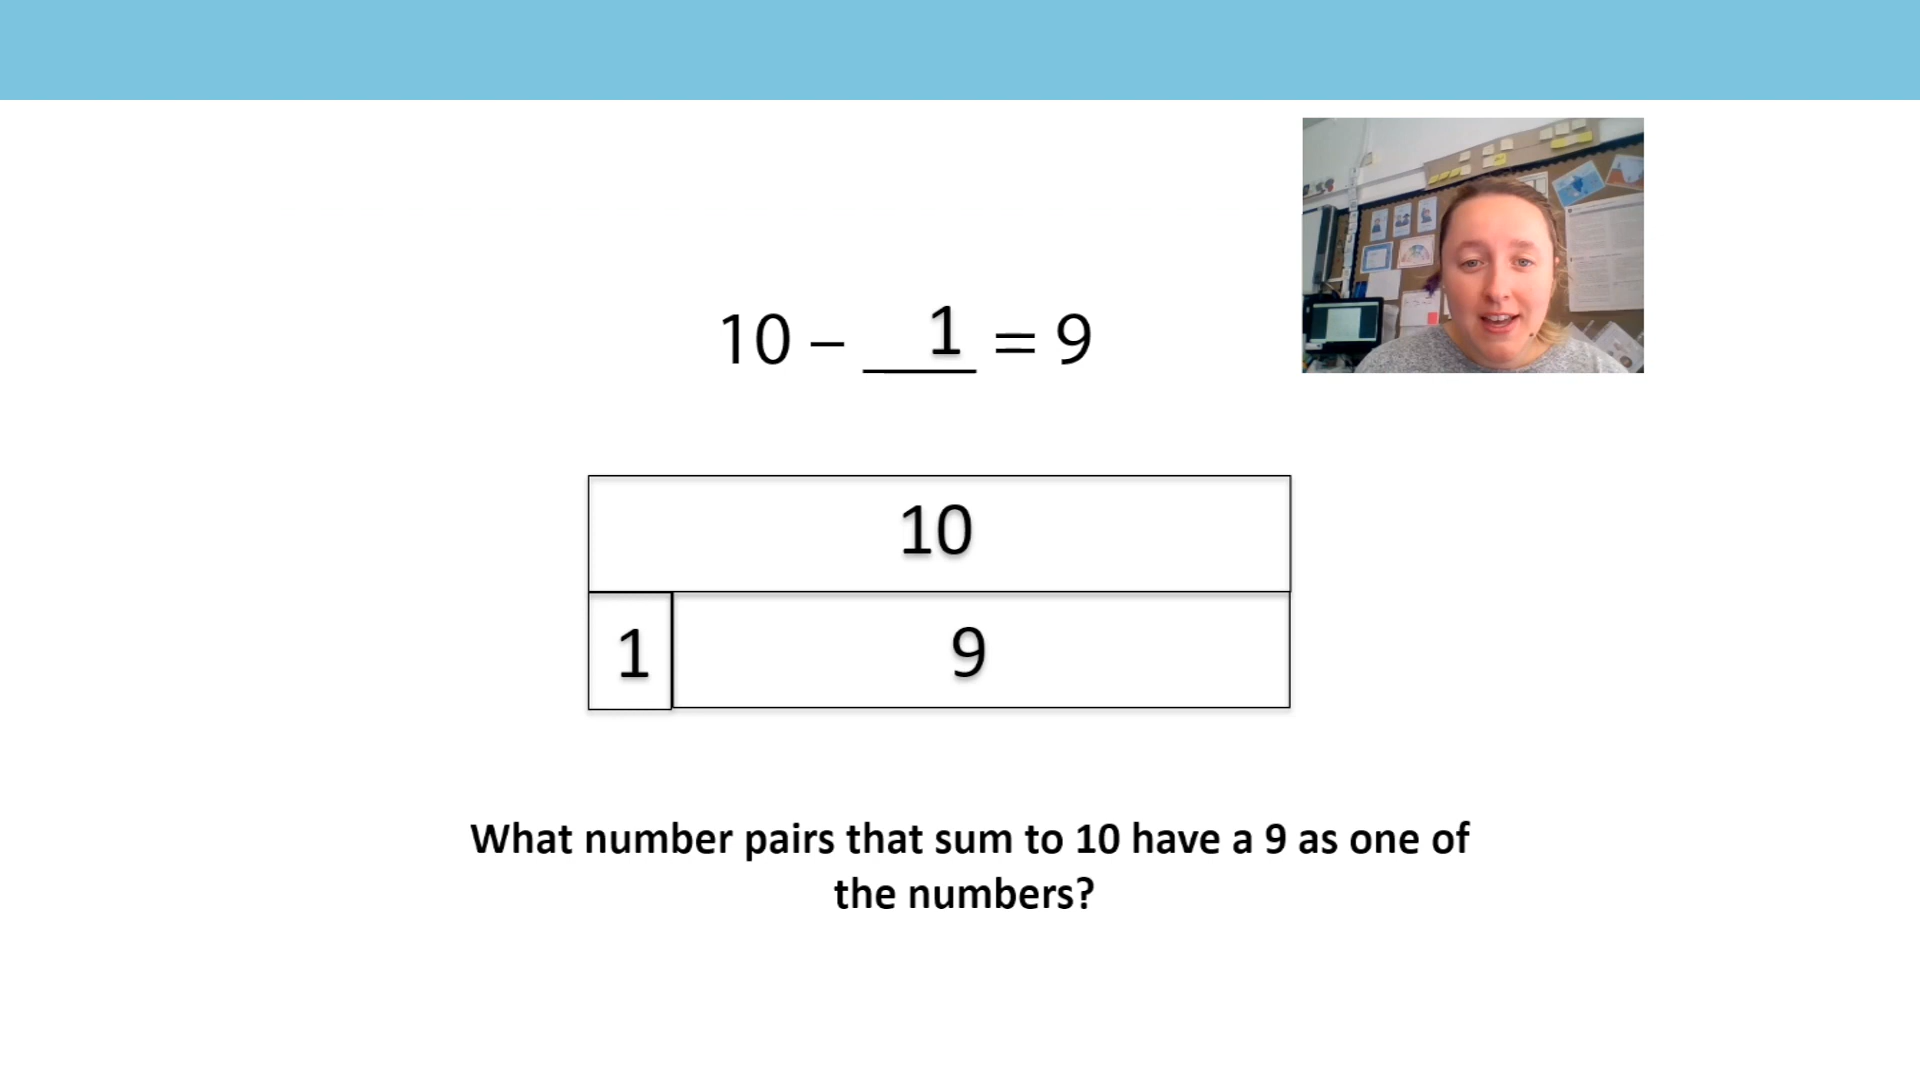 10 – 1 = 9
10
1 9
What number pairs that sum to 10 have a 9 as one of
the numbers?